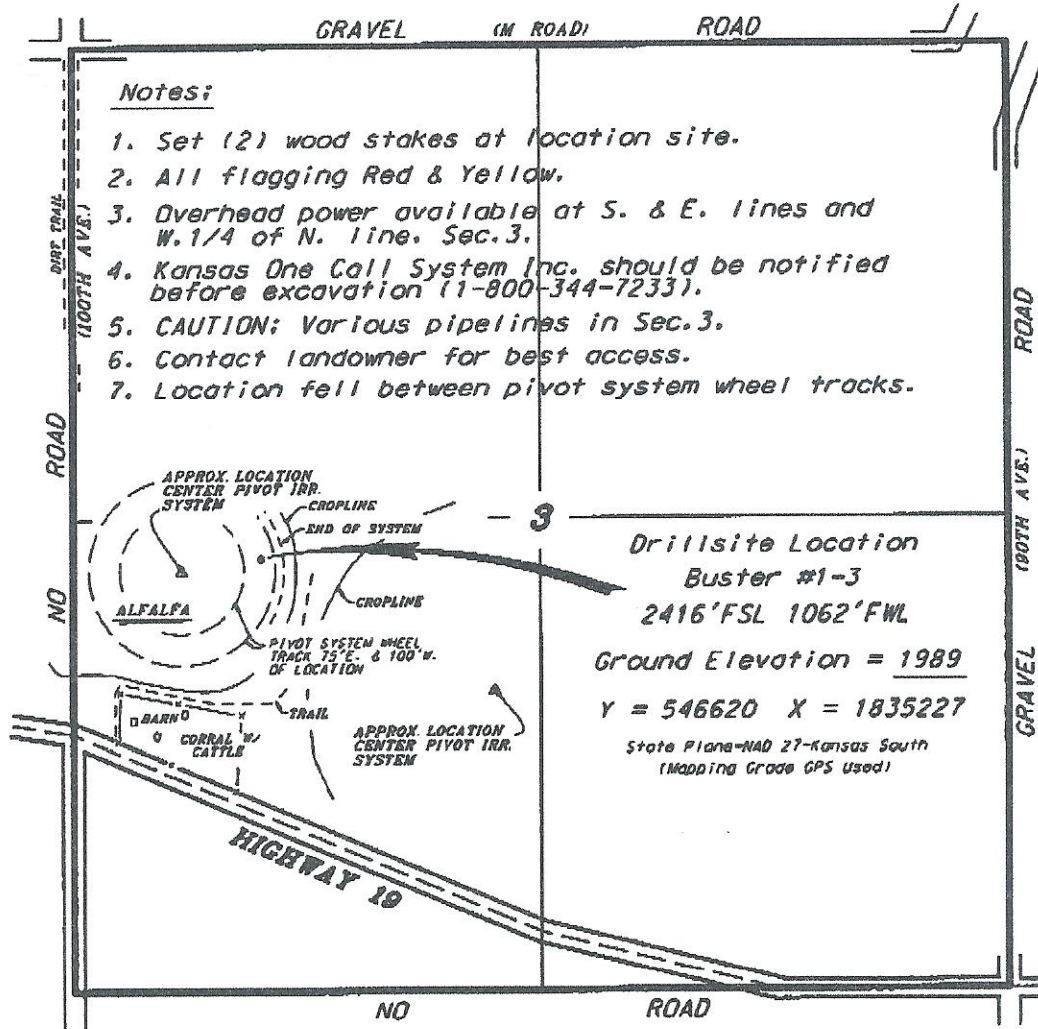 GRAVEL (M ROAD) ROAD
Notes:
1. Set (2) wood stakes at location site.
2. All flagging Red & Yellow.
3. Overhead power available at S. & E. lines and
W.1/4 of N. line. Sec.3.
4. Kansas One Call System Inc. should be notified
before excavation (1-800-344-7233).
5. CAUTION: Various pipelines in Sec.3.
6. Contact landowner for best access.
7. Location fell between pivot system wheel tracks.
DIRT TRAIL
(100TH AVE.)
NO ROAD
GRAVEL (90TH AVE.) ROAD
APPROX. LOCATION
CENTER PIVOT IRR.
SYSTEM
CROPLINE
END OF SYSTEM
3
CROPLINE
ALFALFA
PIVOT SYSTEM WHEEL
TRACK 75'E. & 100'W.
OF LOCATION
TRAIL
BARN
CORRAL W/
CATTLE
APPROX. LOCATION
CENTER PIVOT IRR.
SYSTEM
Drillsite Location
Buster #1-3
2416'FSL 1062'FWL
Ground Elevation = 1989
Y = 546620 X = 1835227
State Plane-NAD 27-Kansas South
(Mapping Grade GPS used)
HIGHWAY 19
NO ROAD